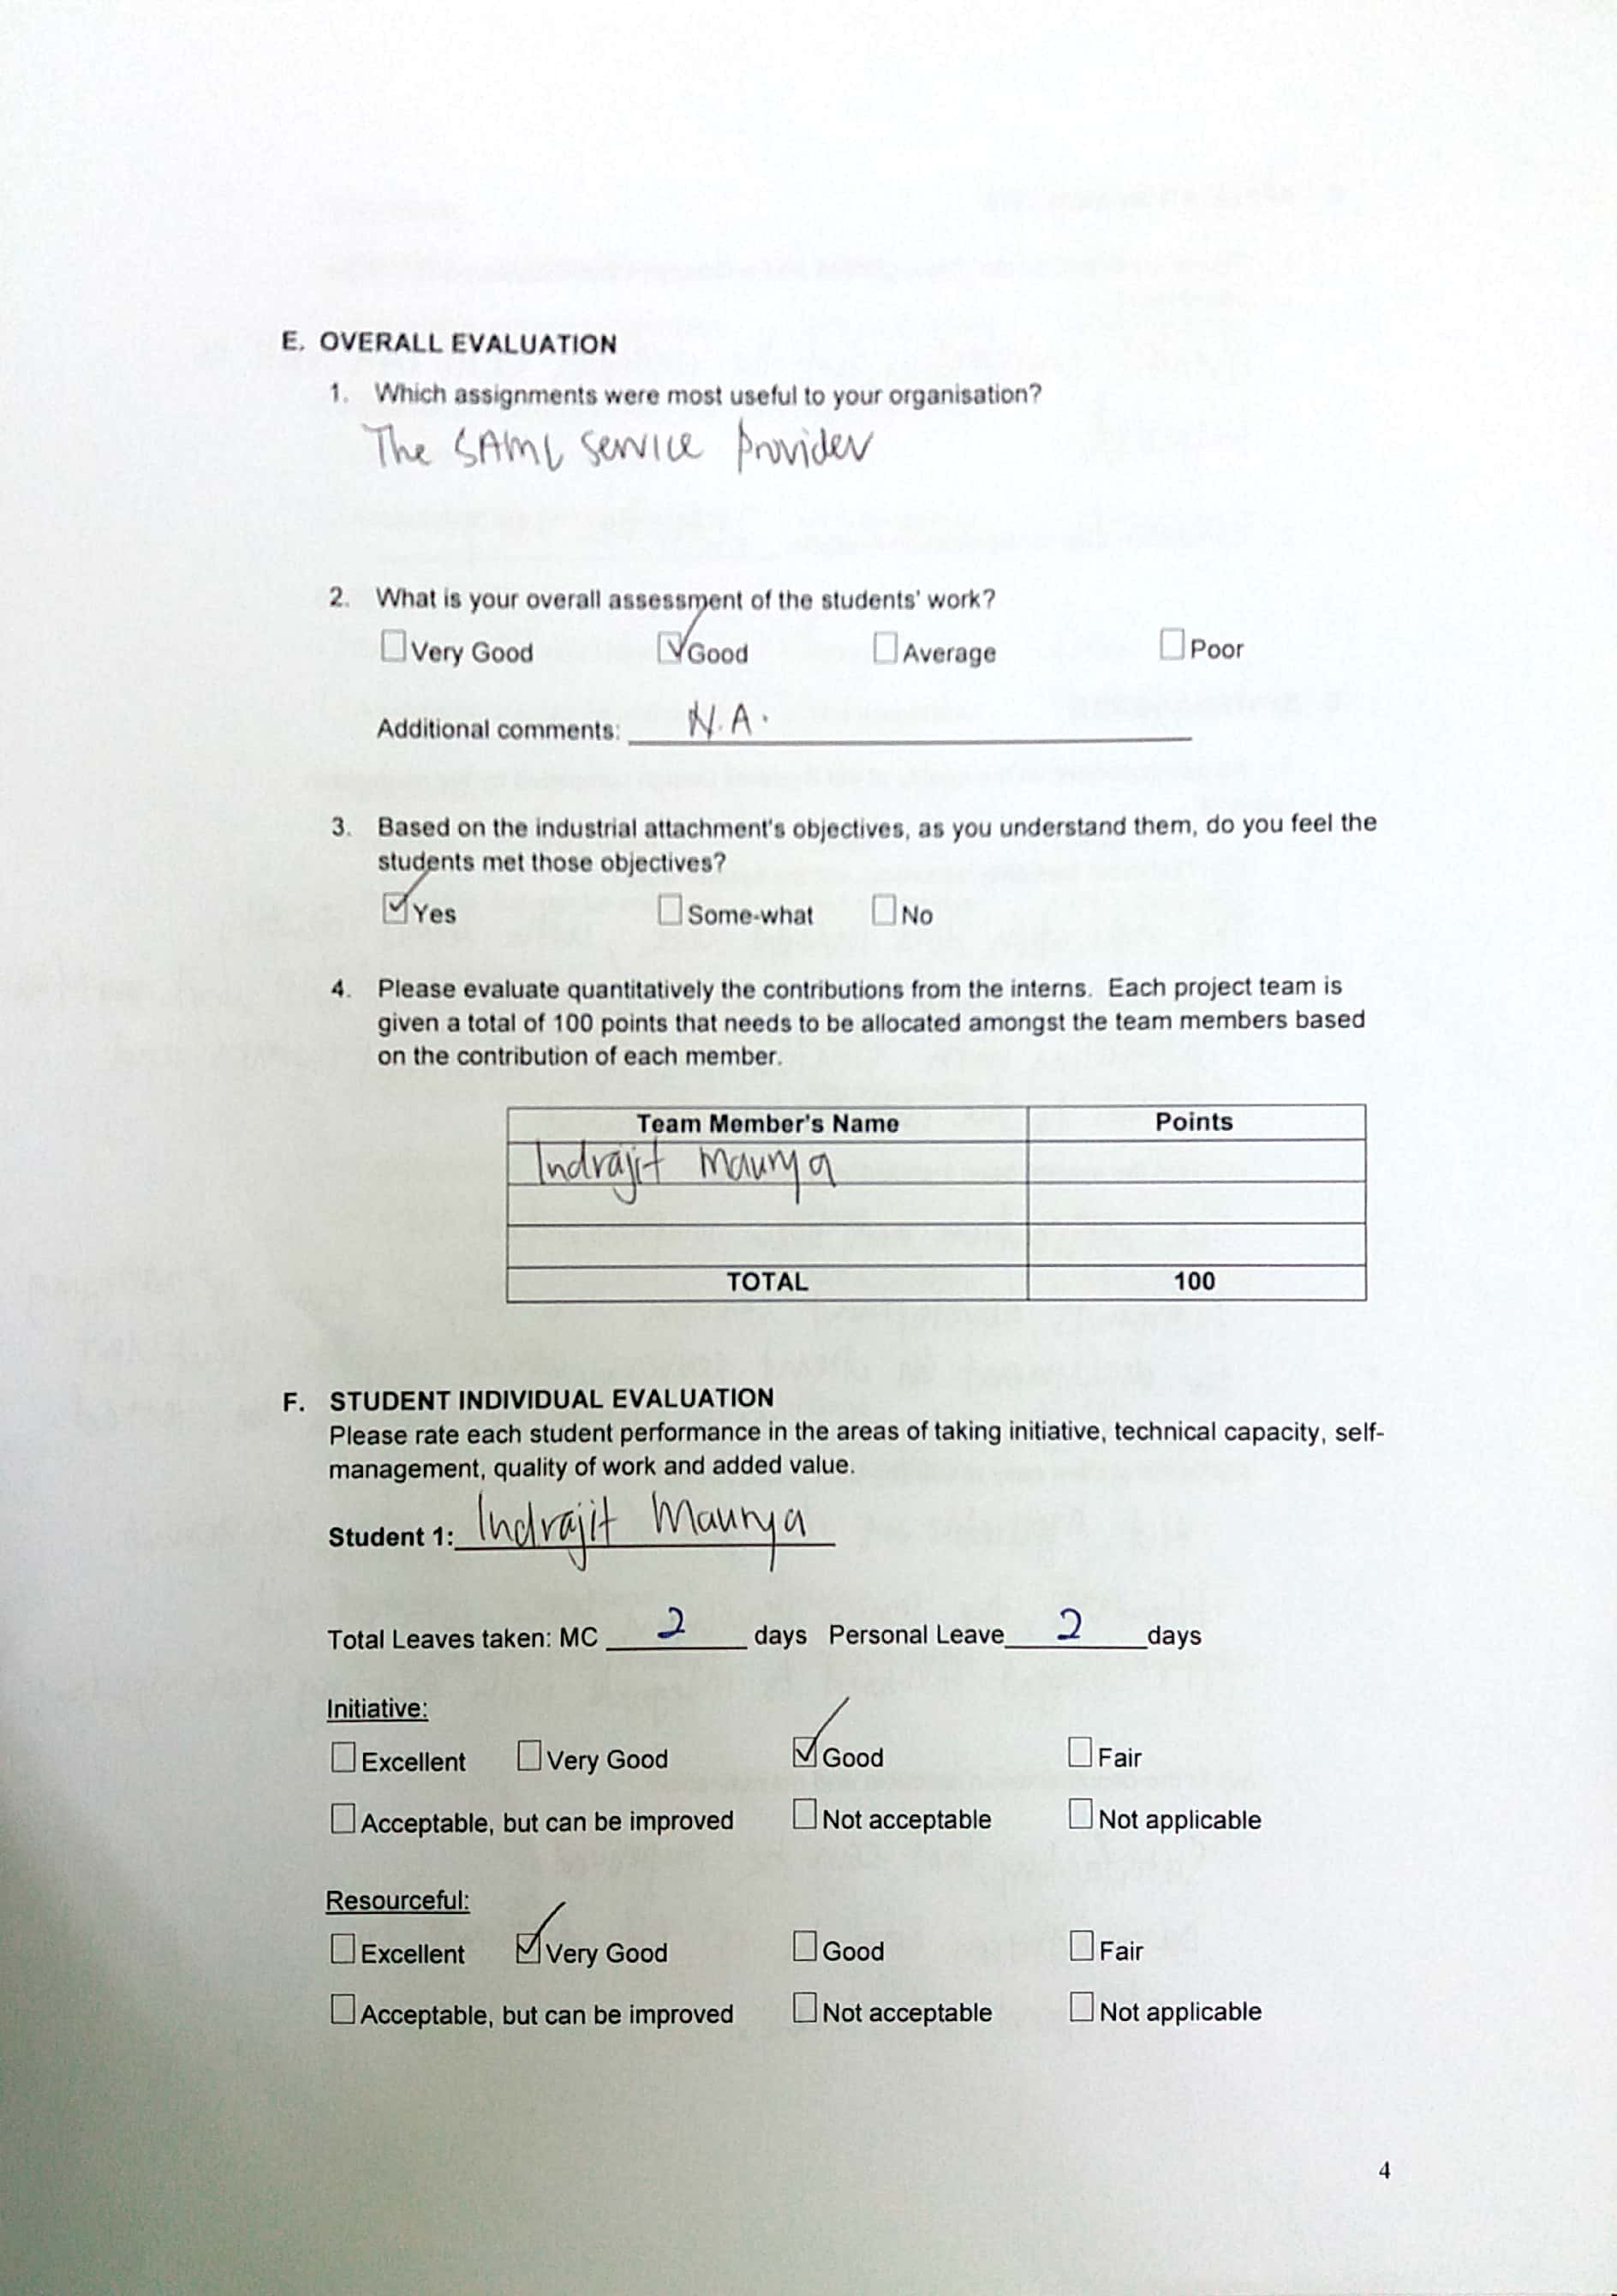 E. OVERALL EVALUATION
1. Which assignments were most useful to your organisation?
The SAML Service Provider
2. What is your overall assessment of the students' work?
Very Good Good Average Poor
Additional comments: N.A.
3. Based on the industrial attachment's objectives, as you understand them, do you feel the
students met those objectives?
Yes Some-what No
4. Please evaluate quantitatively the contributions from the interns. Each project team is
given a total of 100 points that needs to be allocated amongst the team members based
on the contribution of each member.
Team Member's Name Points
Indrajit Maurya
TOTAL 100
F. STUDENT INDIVIDUAL EVALUATION
Please rate each student performance in the areas of taking initiative, technical capacity, self-
management, quality of work and added value.
Student 1: Indrajit Maurya
Total Leaves taken: MC 2 days Personal Leave 2 days
Initiative:
Excellent Very Good Good Fair
Acceptable, but can be improved Not acceptable Not applicable
Resourceful:
Excellent Very Good Good Fair
Acceptable, but can be improved Not acceptable Not applicable
4